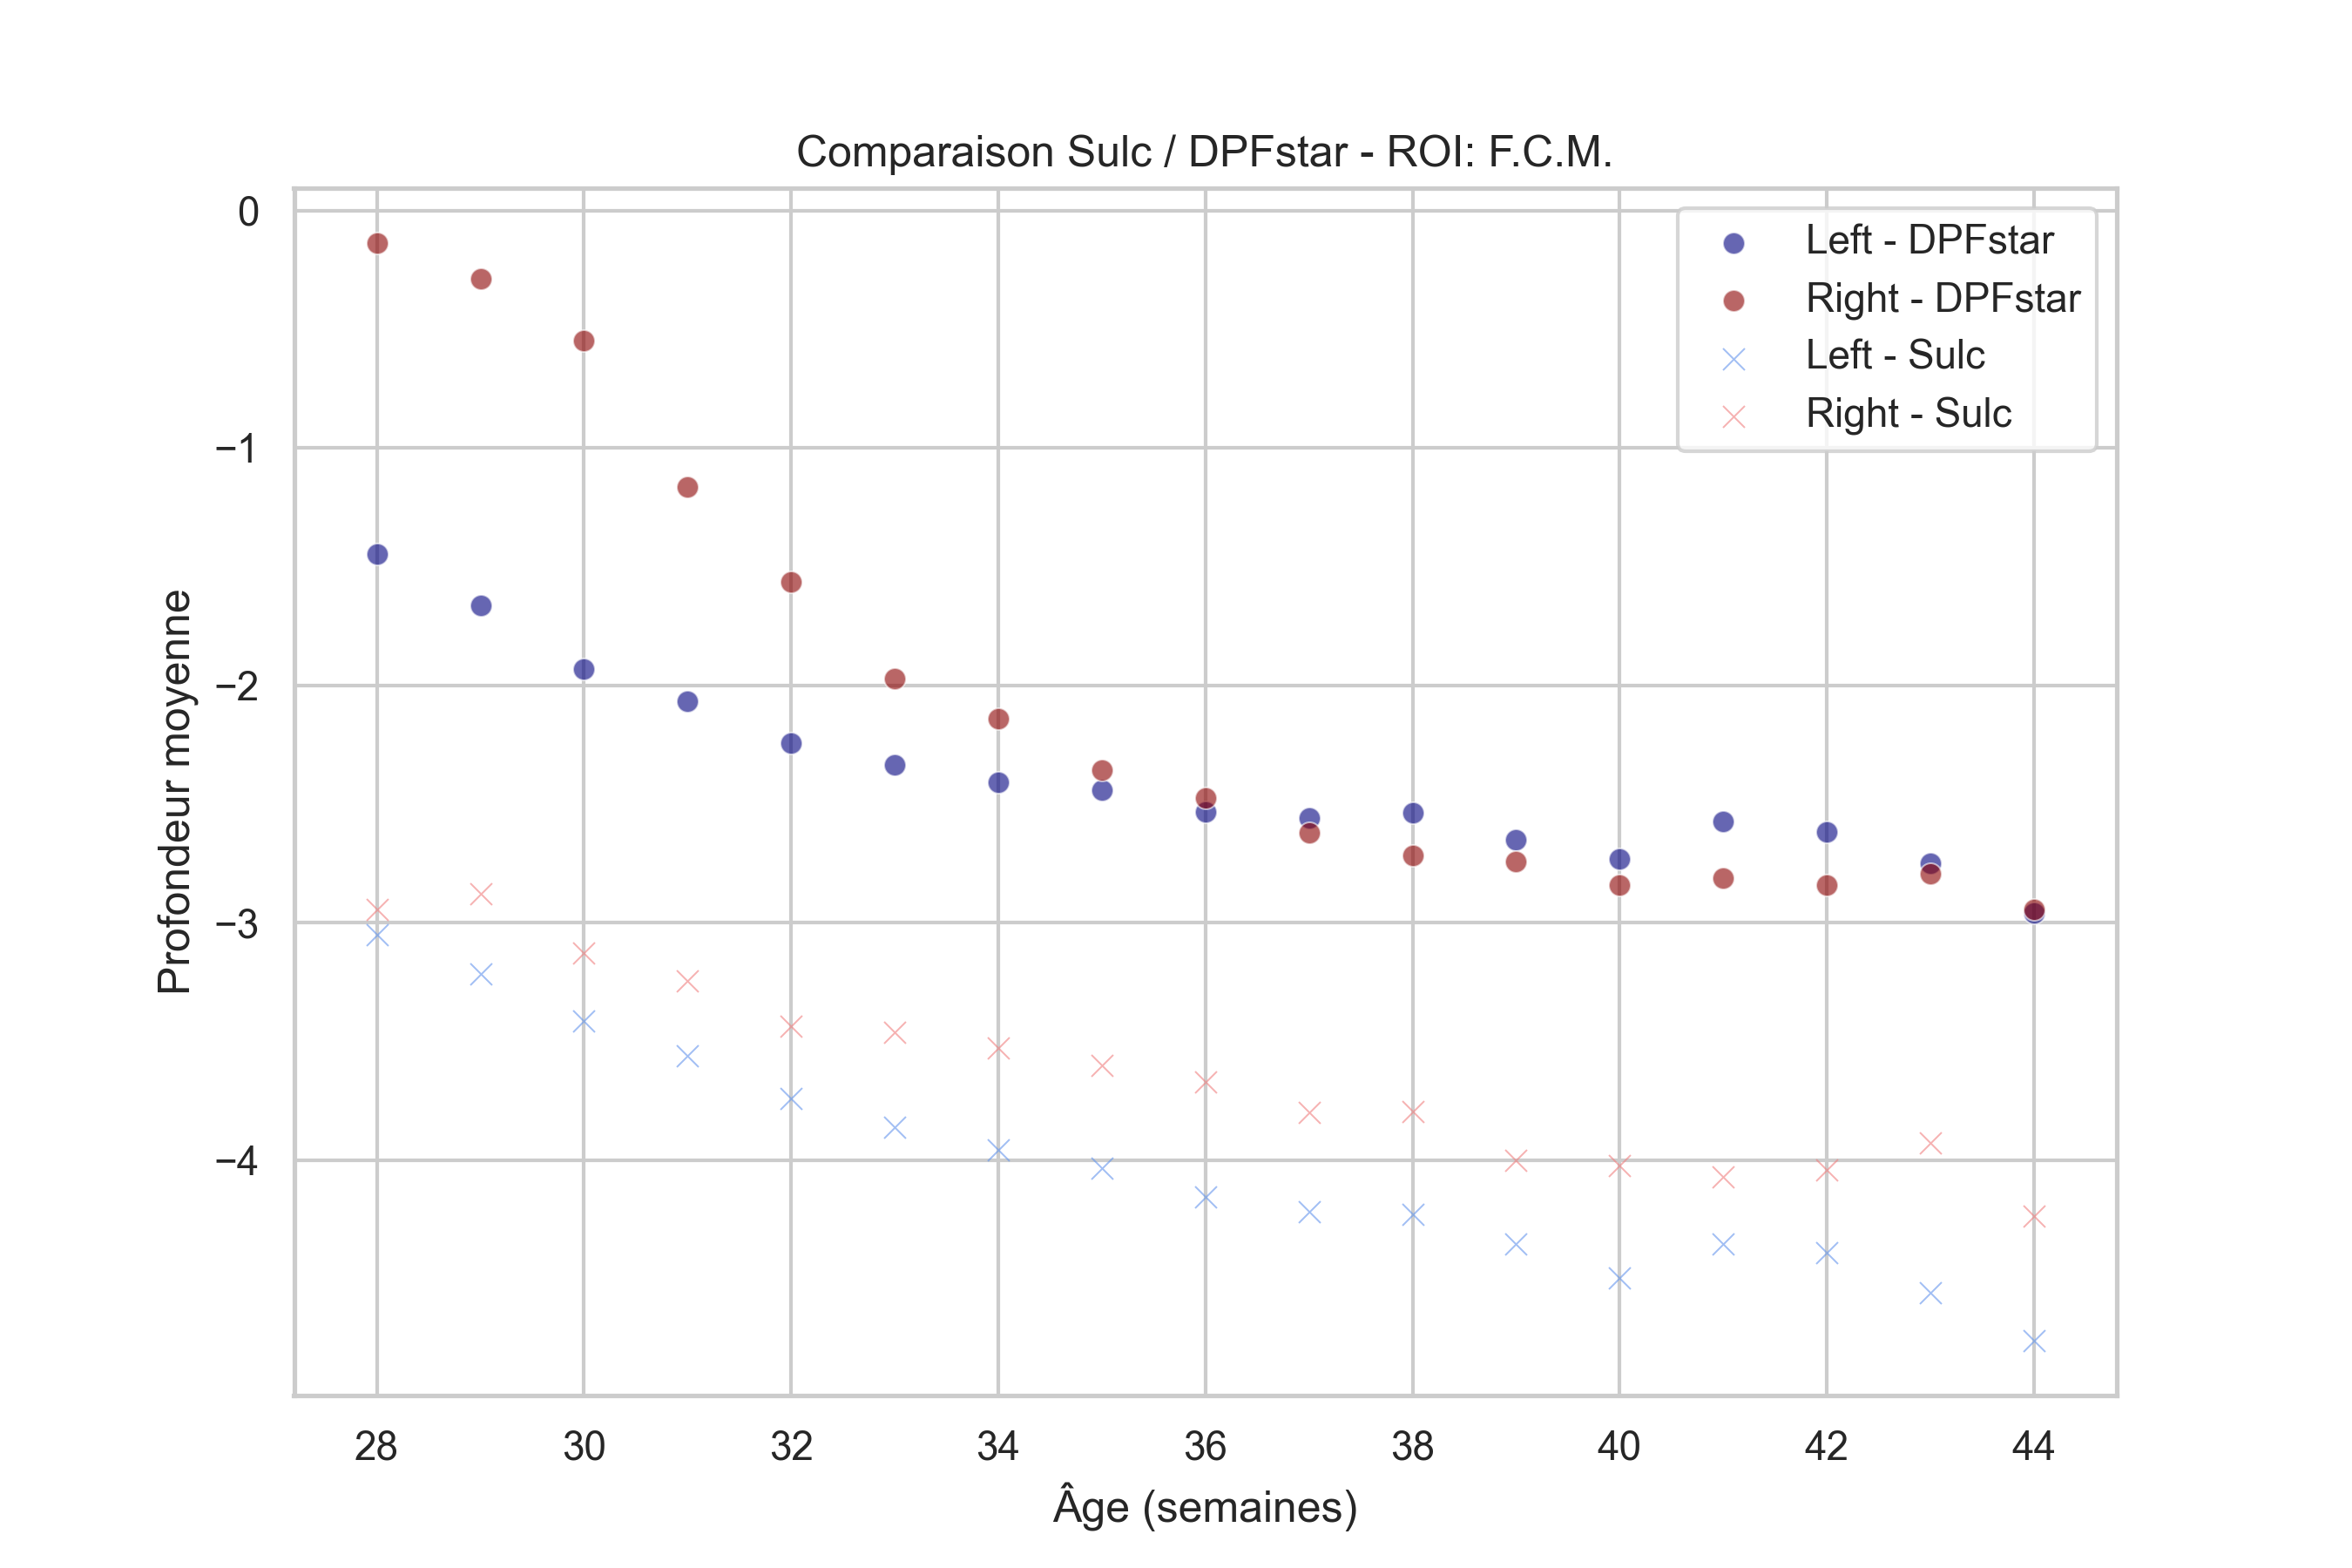 Comparaison Sulc / DPFstar - ROI: F.C.M.
0
−1
−2
−3
−4
Profondeur moyenne
Left - DPFstar
Right - DPFstar
Left - Sulc
Right - Sulc
28 30 32 34 36 38 40 42 44
Âge (semaines)